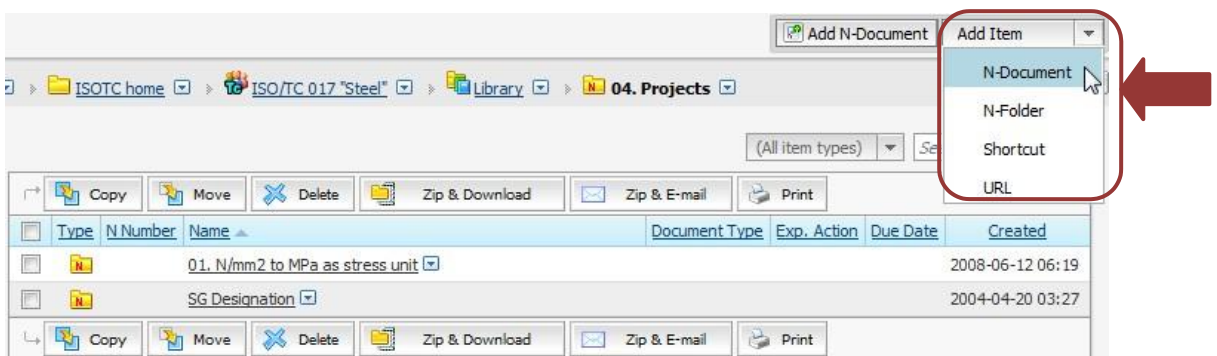 Add N-Document Add Item
N-Document
ISOTC home ISO/TC 017 "Steel" Library 04. Projects
N-Folder
(All item types) Se
Shortcut
URL
Copy Move Delete Zip & Download Zip & E-mail Print
Type N Number Name Document Type Exp. Action Due Date Created
01. N/mm2 to MPa as stress unit 2008-06-12 06:19
SG Designation 2004-04-20 03:27
Copy Move Delete Zip & Download Zip & E-mail Print